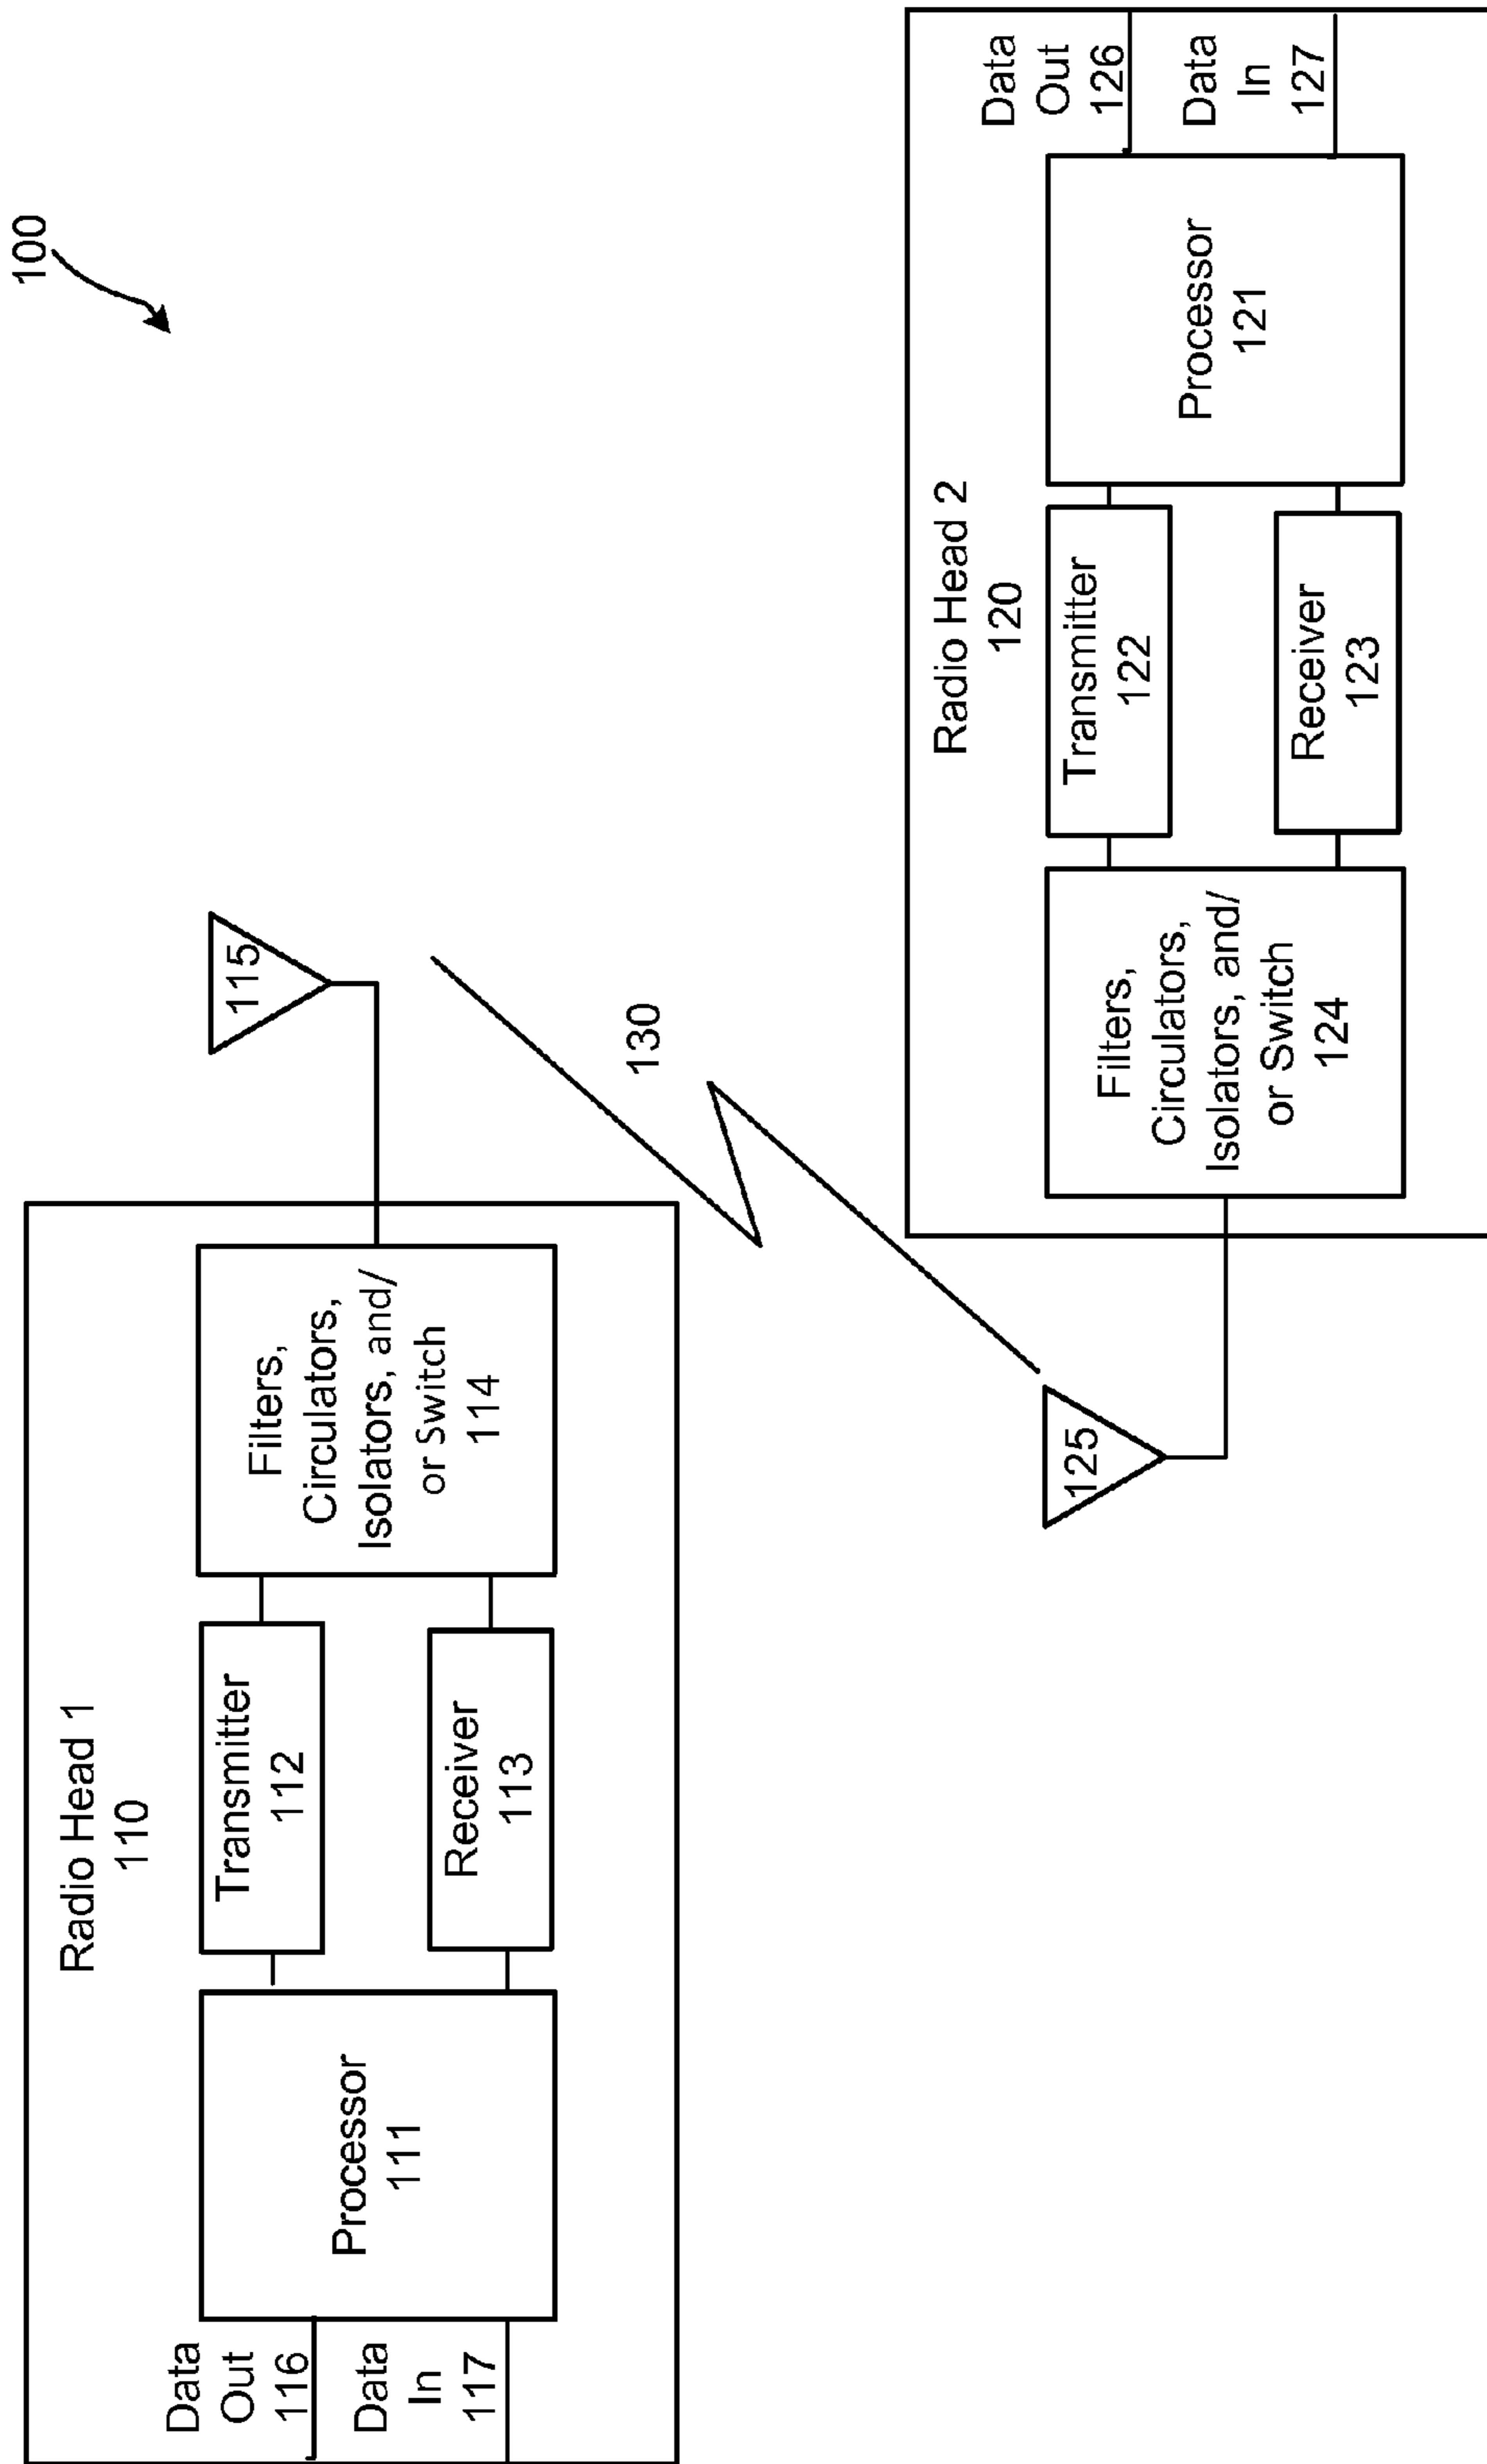 100
Radio Head 1
110
Data
Out
116
Data
In
117
Processor
111
Transmitter
112
Receiver
113
Filters,
Circulators,
Isolators, and/
or Switch
114
115
130
125
Radio Head 2
120
Filters,
Circulators,
Isolators, and/
or Switch
124
Transmitter
122
Receiver
123
Processor
121
Data
Out
126
Data
In
127